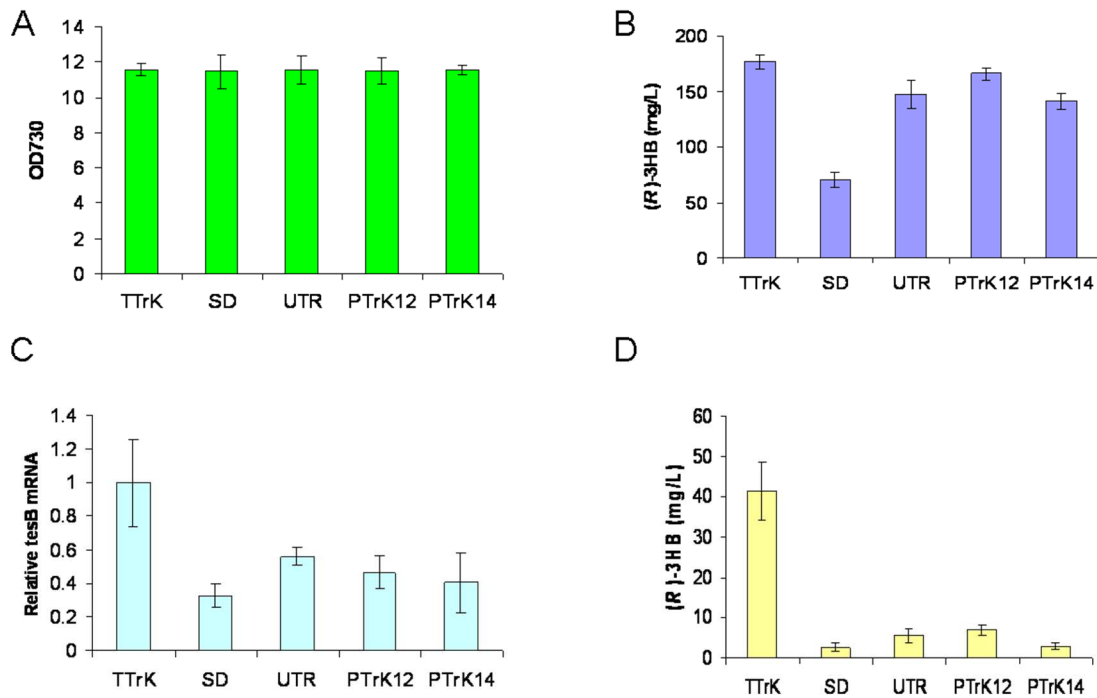 A
14
12
10
8
6
4
2
0
OD730
TTrK SD UTR PTrK12 PTrK14
B
200
150
100
50
0
(R)-3HB (mg/L)
TTrK SD UTR PTrK12 PTrK14
C
1.4
1.2
1
0.8
0.6
0.4
0.2
0
Relative tesB mRNA
TTrK SD UTR PTrK12 PTrK14
D
60
50
40
30
20
10
0
(R)-3HB (mg/L)
TTrK SD UTR PTrK12 PTrK14